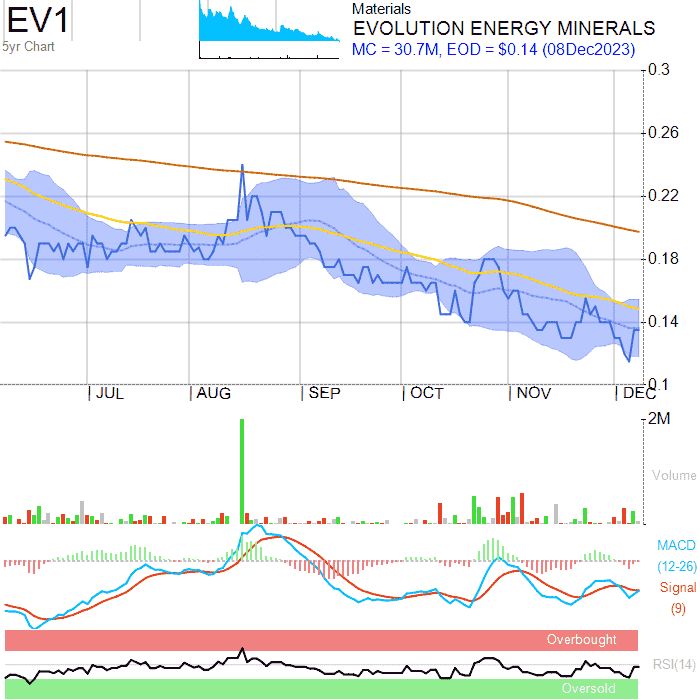 EV1
5yr Chart
Materials
EVOLUTION ENERGY MINERALS
MC = 30.7M, EOD = $0.14 (08Dec2023)
0.3
0.26
0.22
0.18
0.14
0.1
JUL AUG SEP OCT NOV DEC
2M
Volume
MACD
(12-26)
Signal
(9)
Overbought
RSI(14)
Oversold